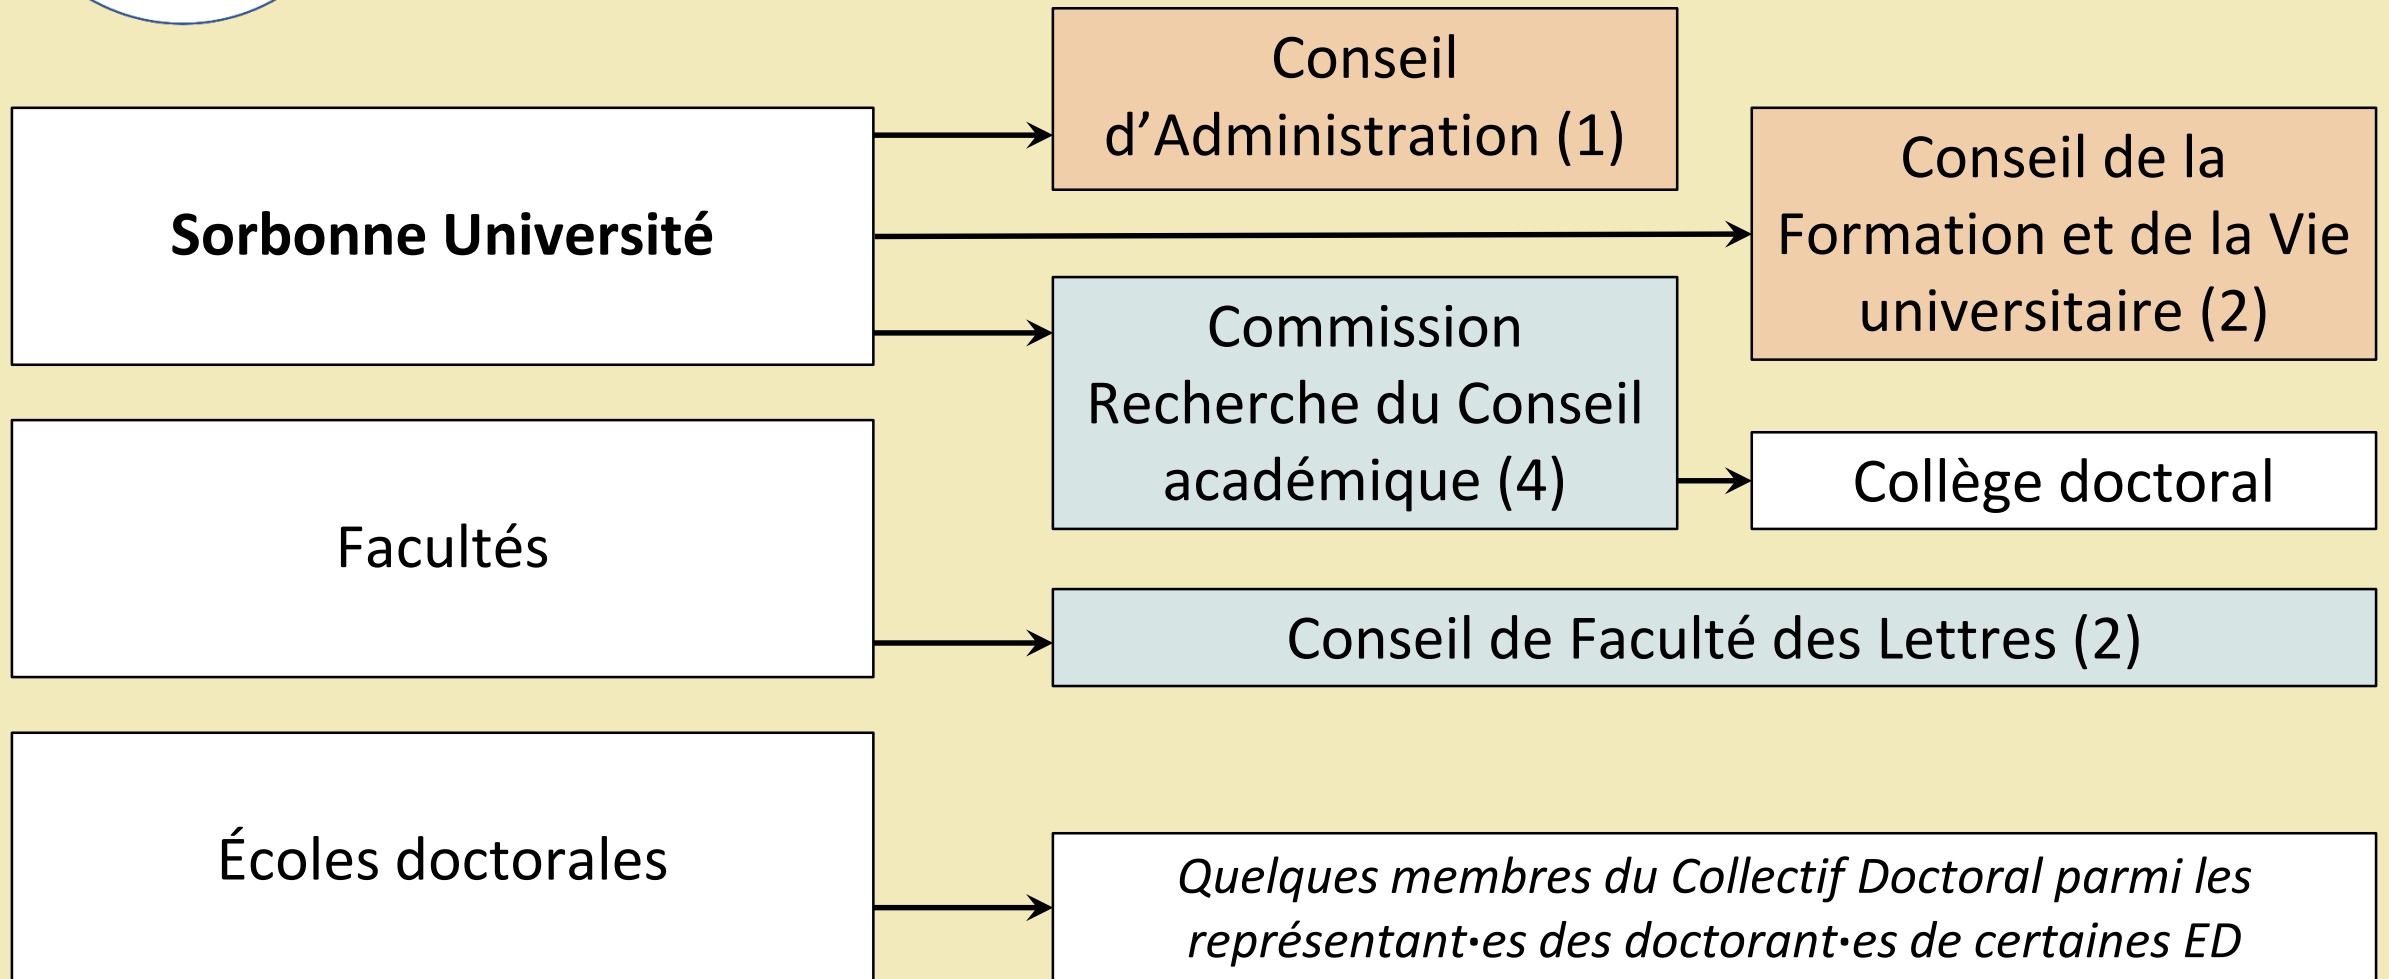 Conseil
d’Administration (1)
Sorbonne Université
Conseil de la
Formation et de la Vie
universitaire (2)
Commission
Recherche du Conseil
académique (4)
Collège doctoral
Facultés
Conseil de Faculté des Lettres (2)
Écoles doctorales
Quelques membres du Collectif Doctoral parmi les
représentant·es des doctorant·es de certaines ED